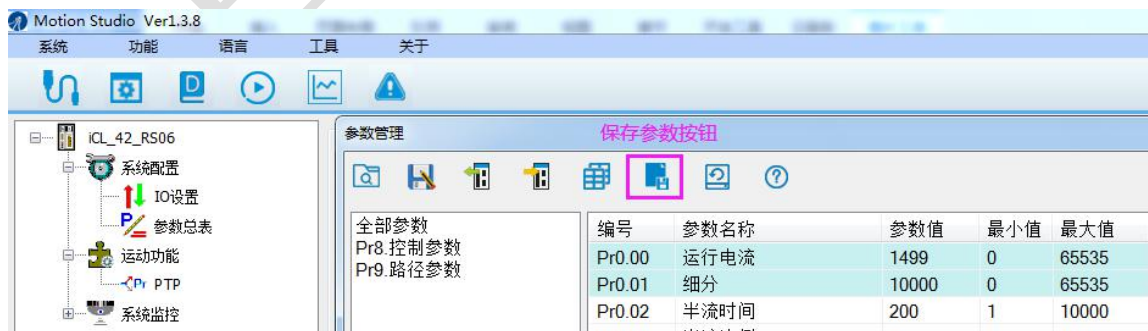 Motion Studio Ver1.3.8
系统 功能 语言 工具 关于
iCL_42_RS06
系统配置
IO设置
参数总表
运动功能
Pr PTP
系统监控
参数管理 保存参数按钮
全部参数
Pr8.控制参数
Pr9.路径参数
编号 参数名称 参数值 最小值 最大值
Pr0.00 运行电流 1499 0 65535
Pr0.01 细分 10000 0 65535
Pr0.02 半流时间 200 1 10000